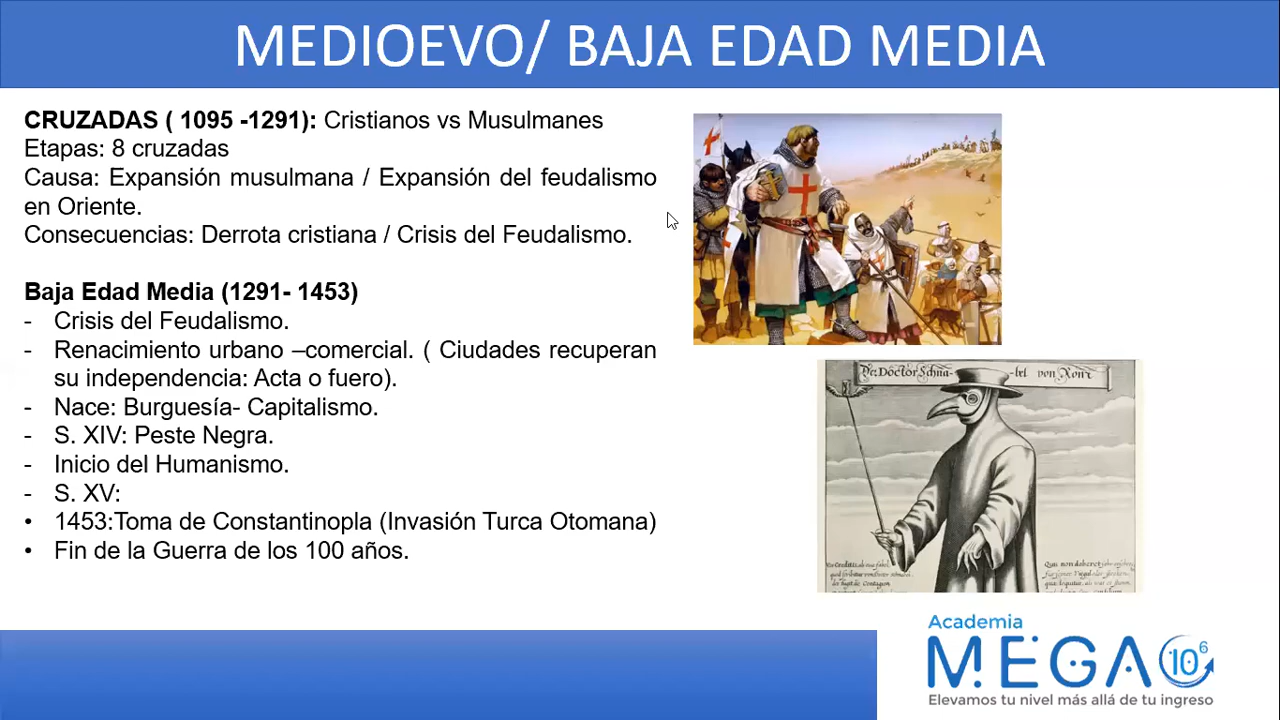 MEDIOEVO/ BAJA EDAD MEDIA
CRUZADAS ( 1095 -1291): Cristianos vs Musulmanes
Etapas: 8 cruzadas
Causa: Expansión musulmana / Expansión del feudalismo
en Oriente.
Consecuencias: Derrota cristiana / Crisis del Feudalismo.
Baja Edad Media (1291- 1453)
- Crisis del Feudalismo.
- Renacimiento urbano –comercial. ( Ciudades recuperan
su independencia: Acta o fuero).
- Nace: Burguesía- Capitalismo.
- S. XIV: Peste Negra.
- Inicio del Humanismo.
- S. XV:
• 1453:Toma de Constantinopla (Invasión Turca Otomana)
• Fin de la Guerra de los 100 años.
Doctor Schna-
bel von Rom
Academia
MEGA 10⁶
Elevamos tu nivel más allá de tu ingreso